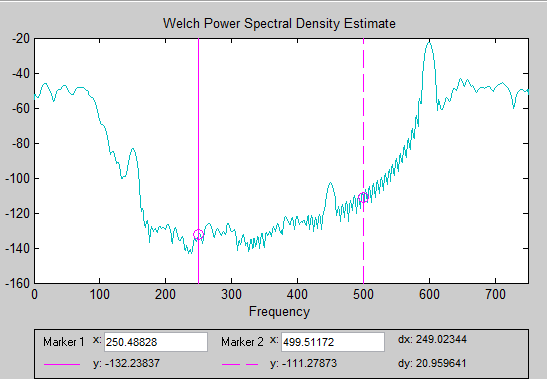 Welch Power Spectral Density Estimate
-20
-40
-60
-80
-100
-120
-140
-160
0 100 200 300 400 500 600 700
Frequency
Marker 1 x: 250.48828 Marker 2 x: 499.51172 dx: 249.02344
y: -132.23837 y: -111.27873 dy: 20.959641